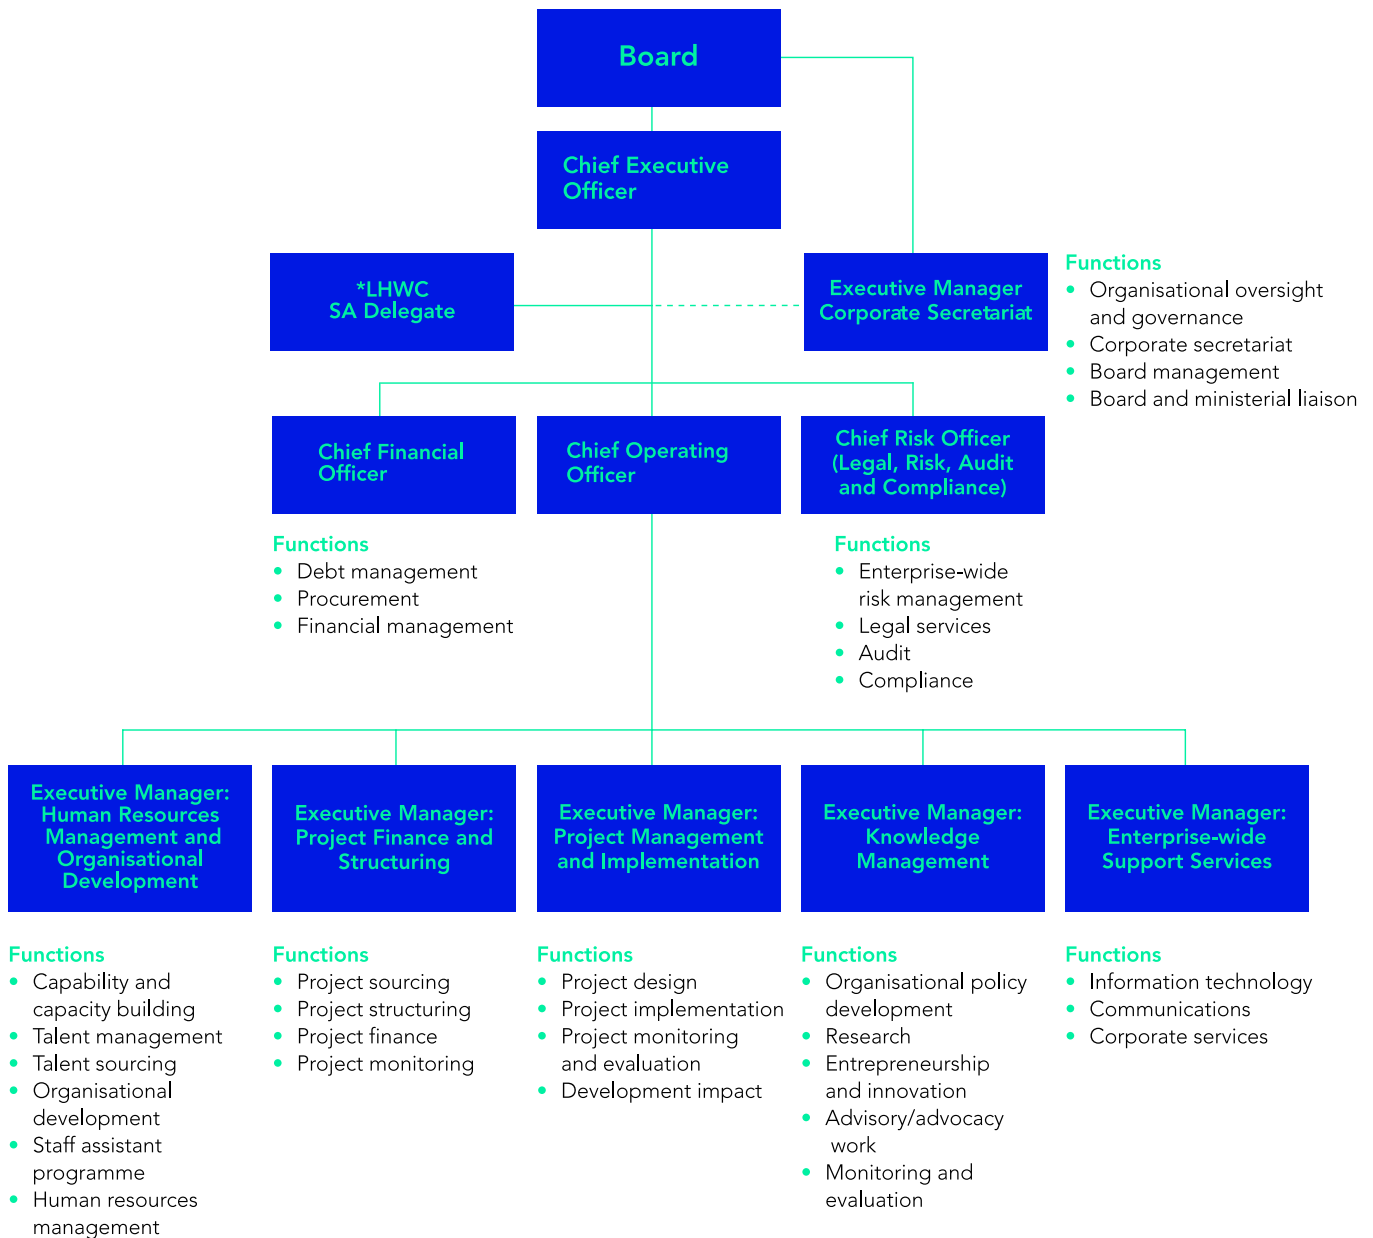 Board
Chief Executive
Officer
*LHWC
SA Delegate
Executive Manager
Corporate Secretariat
Functions
• Organisational oversight
and governance
• Corporate secretariat
• Board management
• Board and ministerial liaison
Chief Financial
Officer
Chief Operating
Officer
Chief Risk Officer
(Legal, Risk, Audit
and Compliance)
Functions
• Debt management
• Procurement
• Financial management
Functions
• Enterprise-wide
risk management
• Legal services
• Audit
• Compliance
Executive Manager:
Human Resources
Management and
Organisational
Development
Executive Manager:
Project Finance and
Structuring
Executive Manager:
Project Management
and Implementation
Executive Manager:
Knowledge
Management
Executive Manager:
Enterprise-wide
Support Services
Functions
• Capability and
capacity building
• Talent management
• Talent sourcing
• Organisational
development
• Staff assistant
programme
• Human resources
management
Functions
• Project sourcing
• Project structuring
• Project finance
• Project monitoring
Functions
• Project design
• Project implementation
• Project monitoring
and evaluation
• Development impact
Functions
• Organisational policy
development
• Research
• Entrepreneurship
and innovation
• Advisory/advocacy
work
• Monitoring and
evaluation
Functions
• Information technology
• Communications
• Corporate services